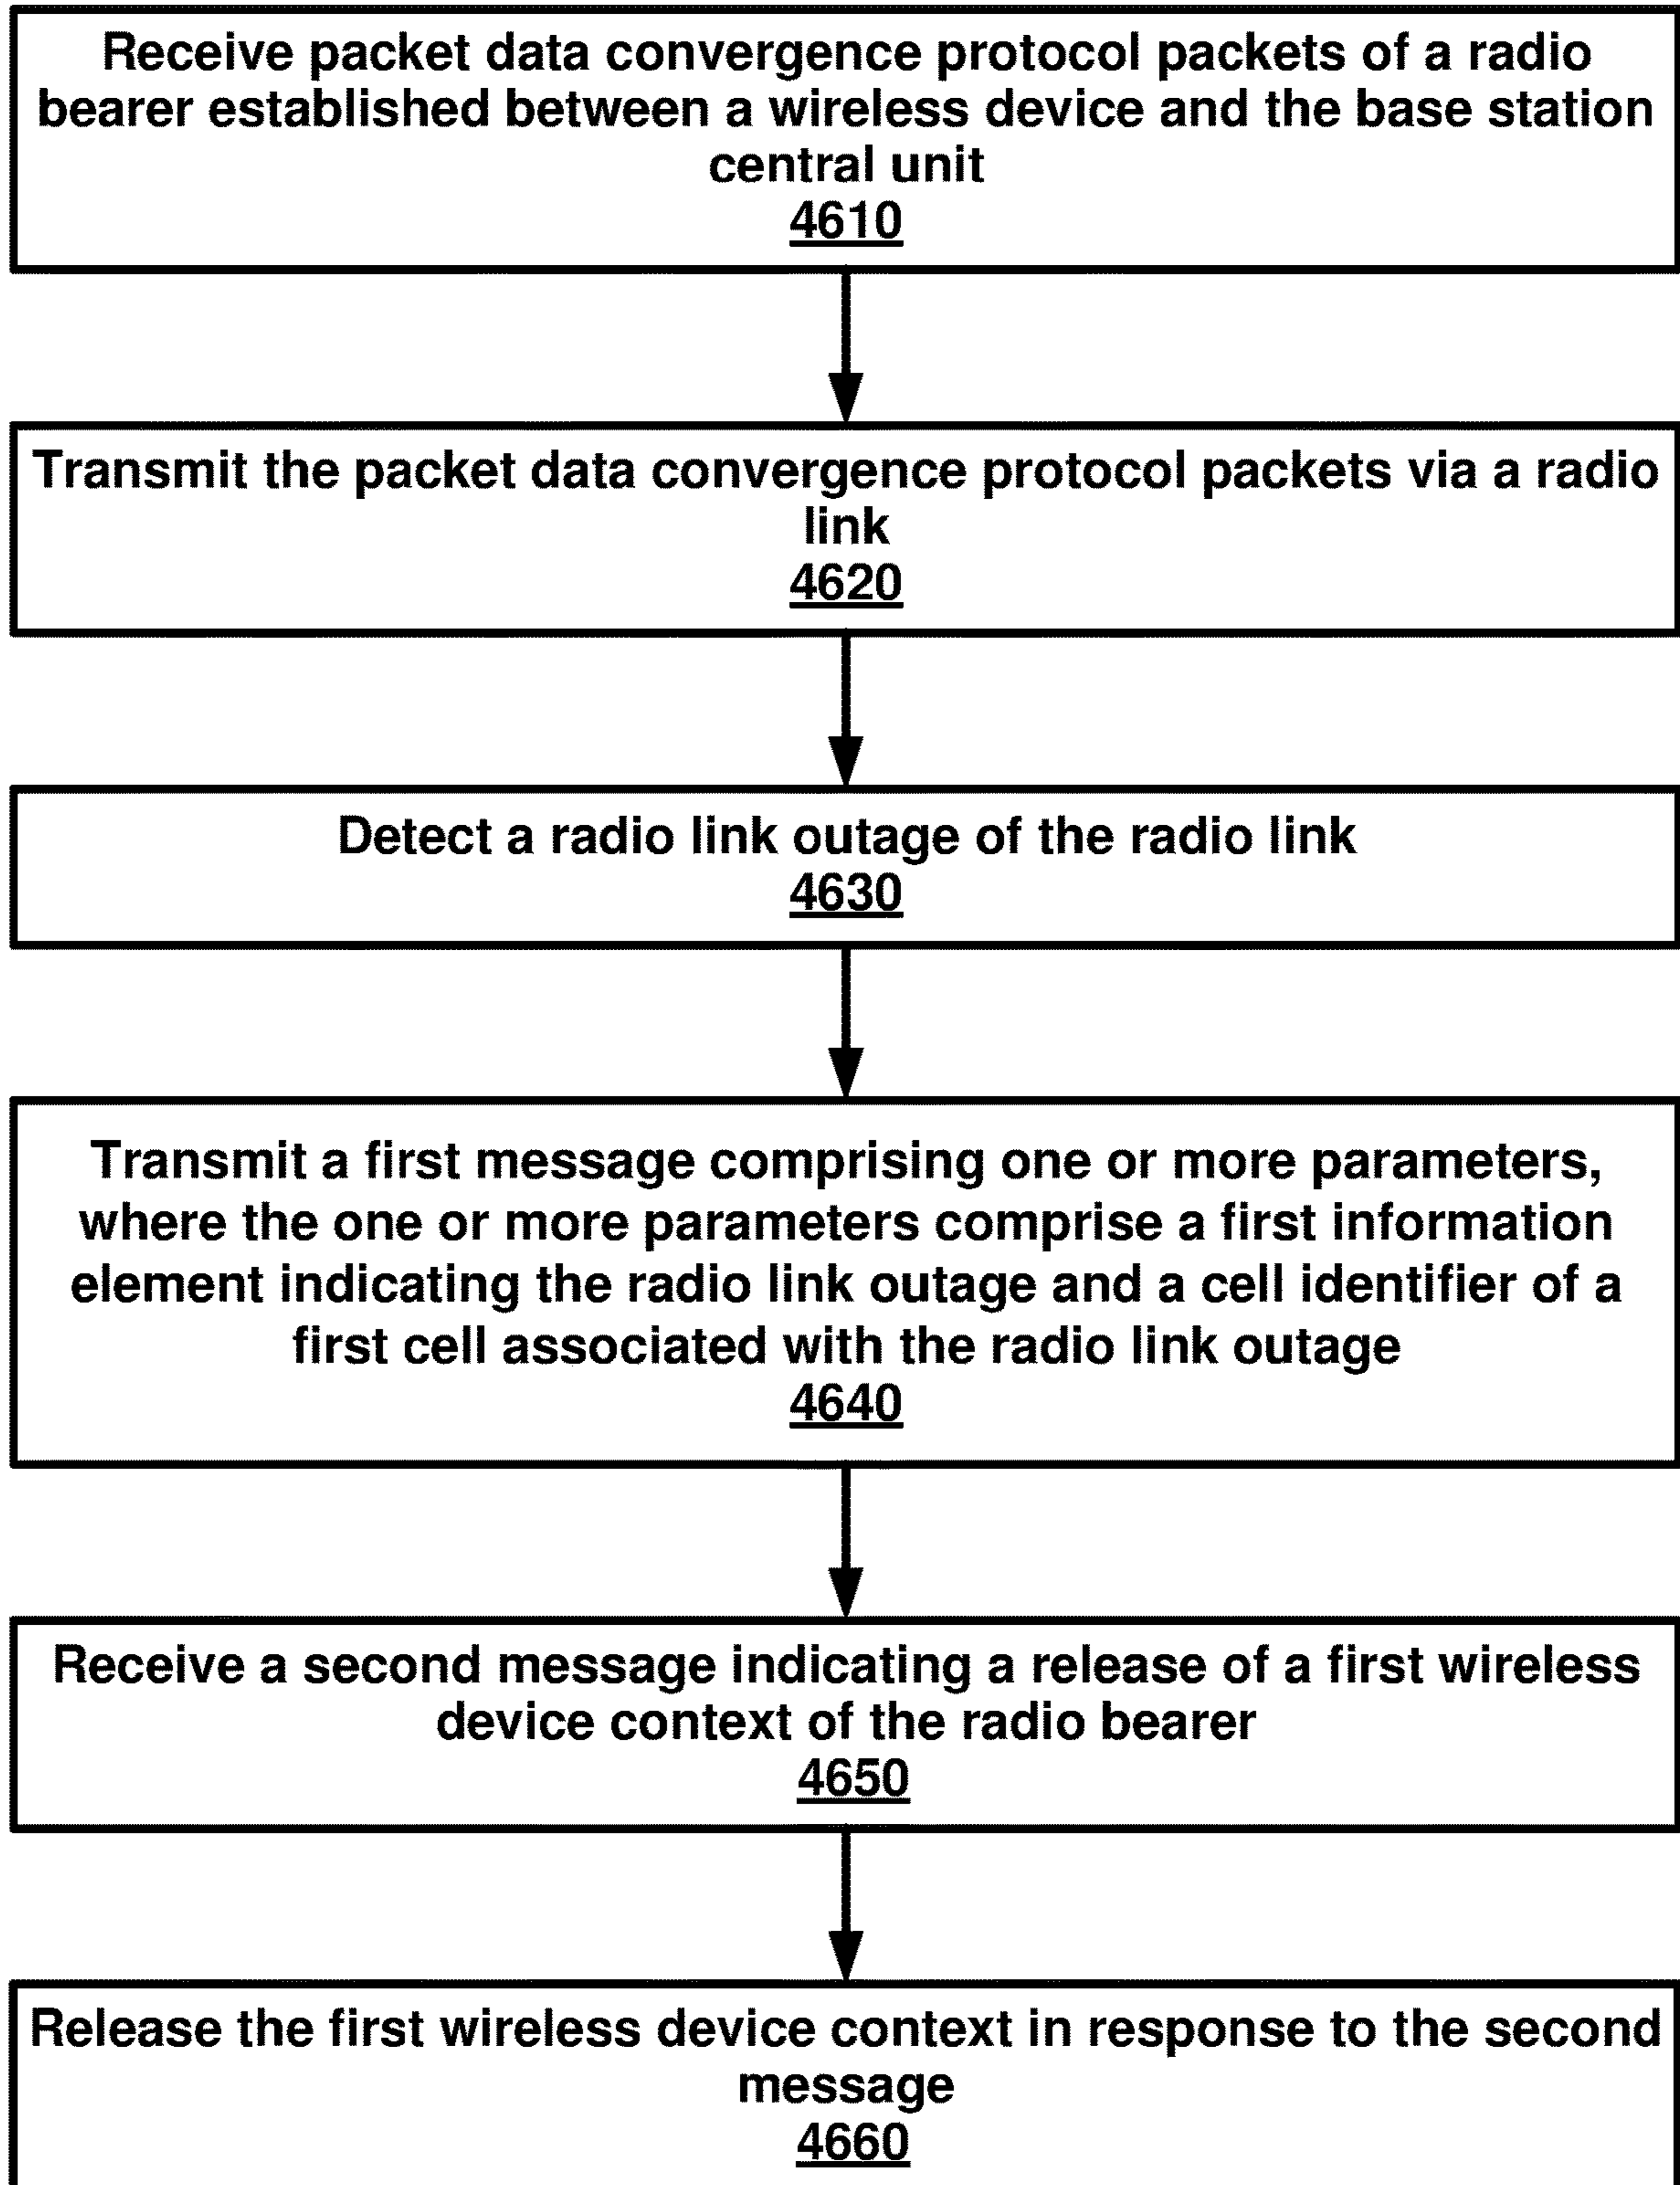 Receive packet data convergence protocol packets of a radio
bearer established between a wireless device and the base station
central unit
4610
Transmit the packet data convergence protocol packets via a radio
link
4620
Detect a radio link outage of the radio link
4630
Transmit a first message comprising one or more parameters,
where the one or more parameters comprise a first information
element indicating the radio link outage and a cell identifier of a
first cell associated with the radio link outage
4640
Receive a second message indicating a release of a first wireless
device context of the radio bearer
4650
Release the first wireless device context in response to the second
message
4660